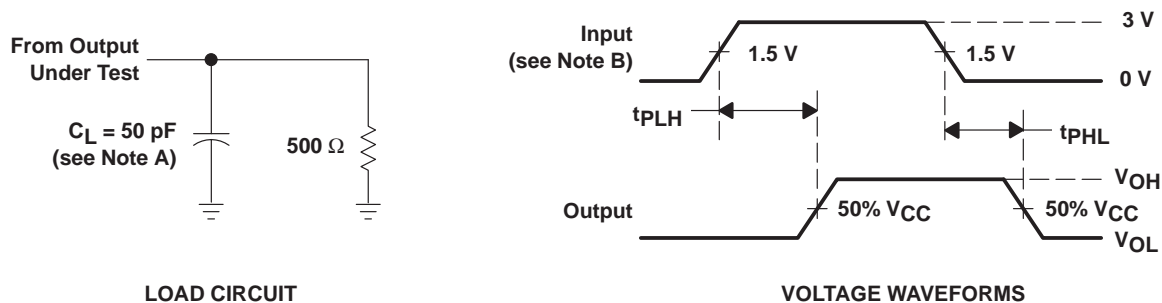 From Output
Under Test
CL = 50 pF
(see Note A)
500 Ω
LOAD CIRCUIT
Input
(see Note B)
1.5 V
1.5 V
3 V
0 V
tPLH
tPHL
Output
50% VCC
VOH
50% VCC
VOL
VOLTAGE WAVEFORMS